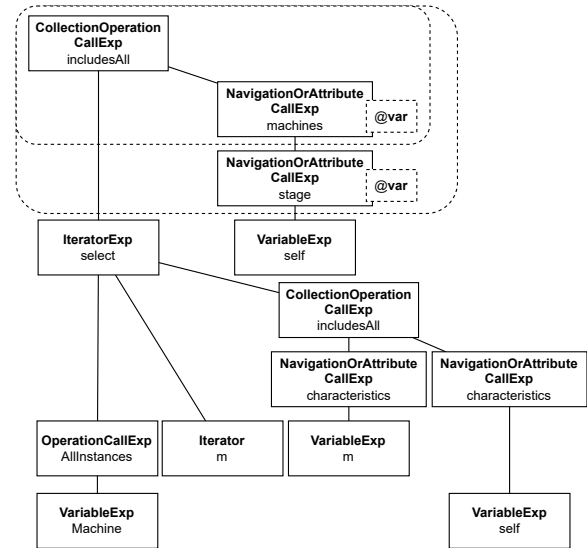 CollectionOperation
CallExp
includesAll
NavigationOrAttribute
CallExp
machines
@var
NavigationOrAttribute
CallExp
stage
@var
IteratorExp
select
VariableExp
self
CollectionOperation
CallExp
includesAll
NavigationOrAttribute
CallExp
characteristics
NavigationOrAttribute
CallExp
characteristics
OperationCallExp
AllInstances
Iterator
m
VariableExp
m
VariableExp
Machine
VariableExp
self